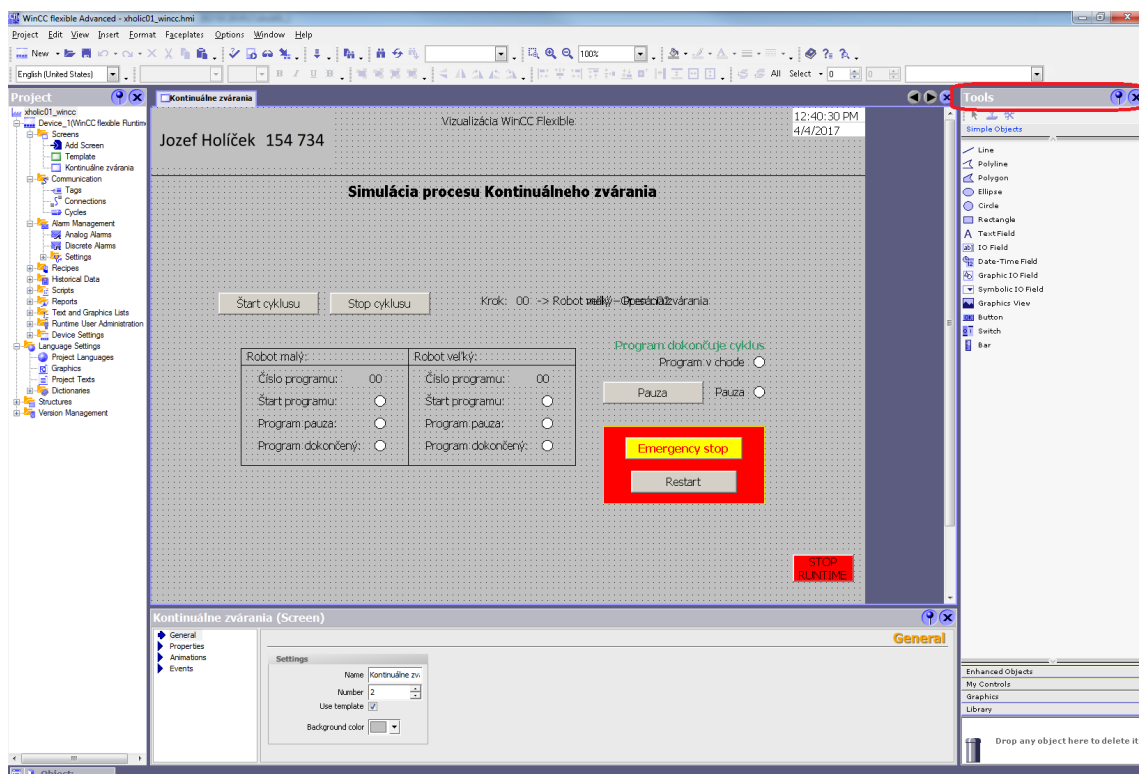 WinCC flexible Advanced - xholic01_wincc.hmi
Project Edit View Insert Format Faceplates Options Window Help
New 100%
English (United States) B I U All Select 0 0
Project
xholic01_wincc
Device_1(WinCC flexible Runtim
Screens
Add Screen
Template
Kontinuálne zvárania
Communication
Tags
Connections
Cycles
Alarm Management
Analog Alarms
Discrete Alarms
Settings
Recipes
Historical Data
Scripts
Reports
Text and Graphics Lists
Runtime User Administration
Device Settings
Language Settings
Project Languages
Graphics
Project Texts
Dictionaries
Structures
Version Management
Kontinuálne zvárania
Vizualizácia WinCC Flexible
12:40:30 PM
4/4/2017
Jozef Holíček 154 734
Simulácia procesu Kontinuálneho zvárania
Štart cyklusu
Stop cyklusu
Krok: 00 -> Robot zvárania
Robot malý:
Číslo programu: 00
Štart programu:
Program pauza:
Program dokončený:
Robot veľký:
Číslo programu: 00
Štart programu:
Program pauza:
Program dokončený:
Program dokončuje cyklus
Program v chode
Pauza Pauza
Emergency stop
Restart
STOP
RUNTIME
Kontinuálne zvárania (Screen)
General
Properties
Animations
Events
General
Settings
Name Kontinuálne zv
Number 2
Use template
Background color
Tools
Simple Objects
Line
Polyline
Polygon
Ellipse
Circle
Rectangle
A TextField
IO Field
Date-Time Field
Graphic IO Field
Symbolic IO Field
Graphics View
Button
Switch
Bar
Enhanced Objects
My Controls
Graphics
Library
Drop any object here to delete it
Object: